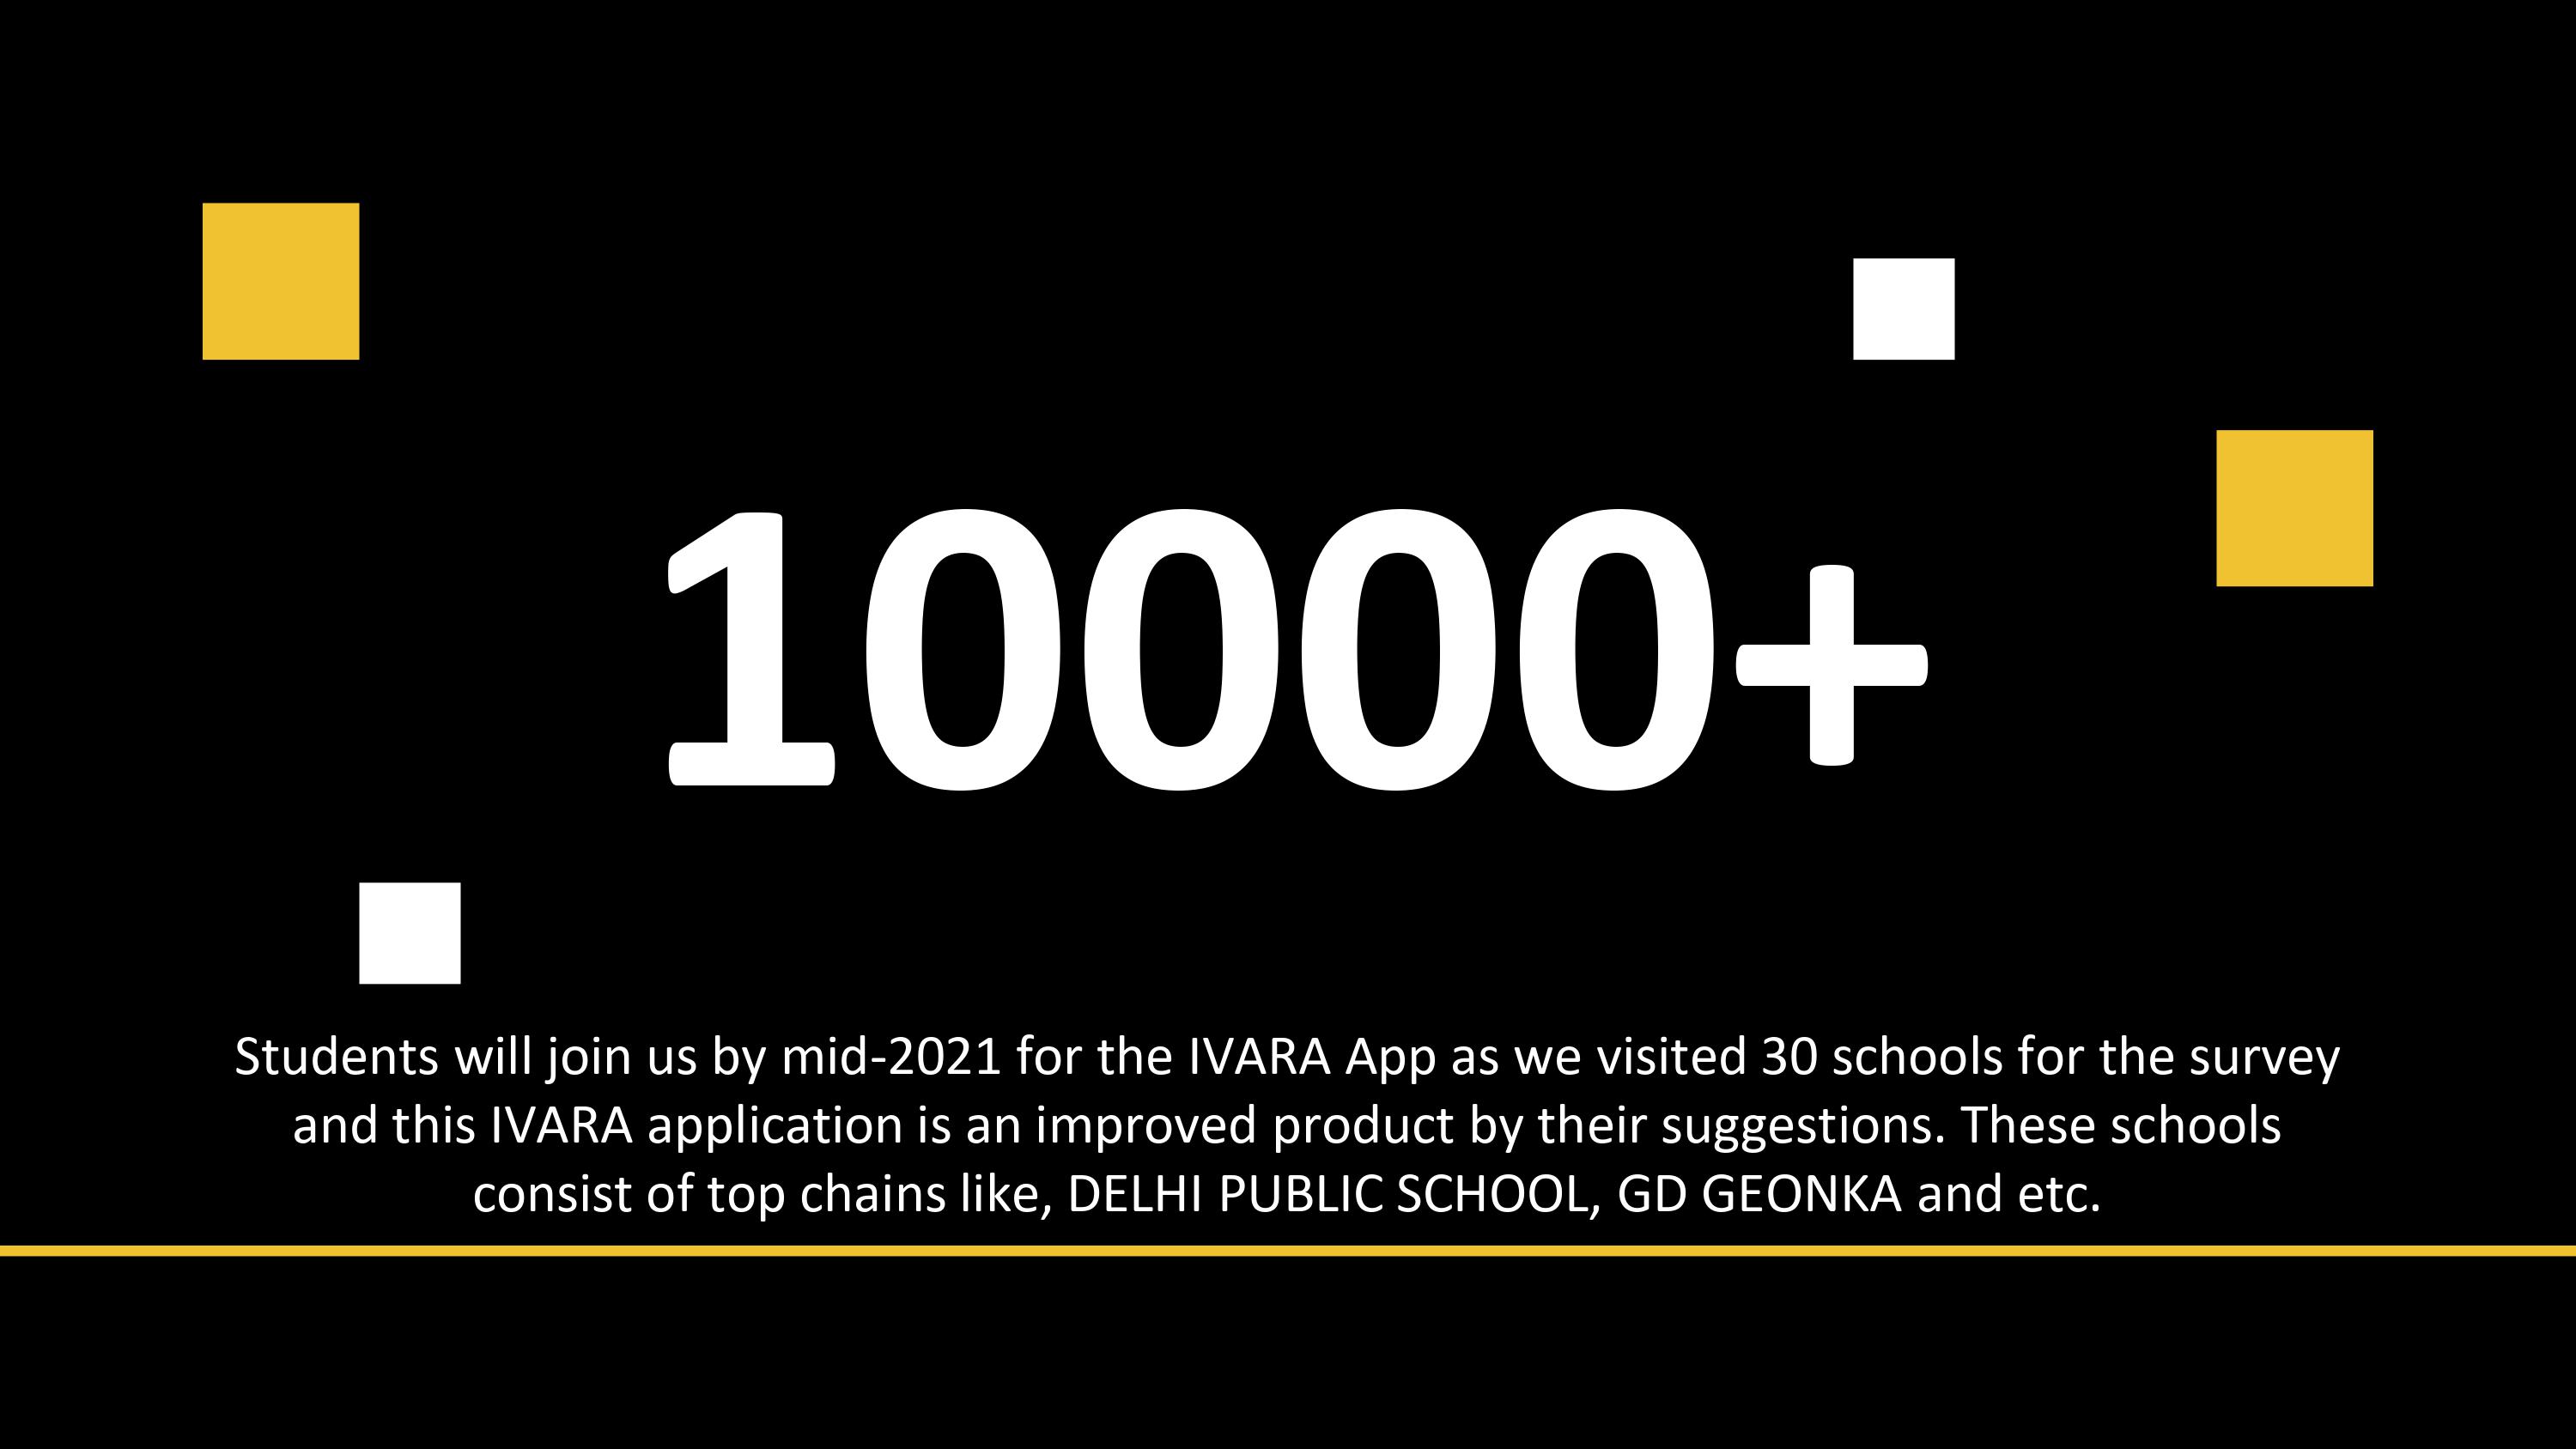 10000+
Students will join us by mid-2021 for the IVARA App as we visited 30 schools for the survey
and this IVARA application is an improved product by their suggestions. These schools
consist of top chains like, DELHI PUBLIC SCHOOL, GD GEONKA and etc.